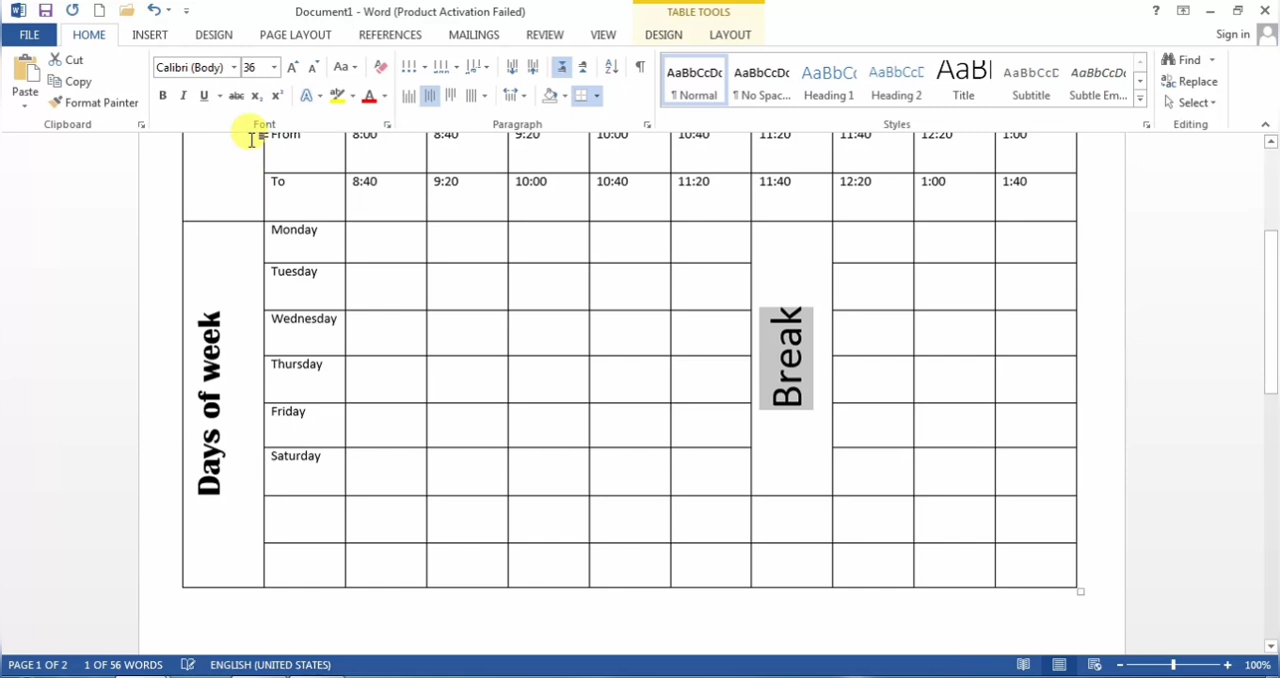 Document1 - Word (Product Activation Failed)
TABLE TOOLS
?
FILE
HOME
INSERT
DESIGN
PAGE LAYOUT
REFERENCES
MAILINGS
REVIEW
VIEW
DESIGN
LAYOUT
Sign in
Paste
Cut
Copy
Format Painter
Clipboard
Calibri (Body)
36
Font
Paragraph
AaBbCcDc
¶ Normal
AaBbCcDc
¶ No Spac...
AaBbCc
Heading 1
AaBbCcE
Heading 2
AaBl
Title
AaBbCcC
Subtitle
AaBbCcDc
Subtle Em...
Styles
Find
Replace
Select
Editing
From 8:00 8:40 9:20 10:00 10:40 11:20 11:40 12:20 1:00
To 8:40 9:20 10:00 10:40 11:20 11:40 12:20 1:00 1:40
Days of week
Monday
Tuesday
Wednesday
Thursday
Friday
Saturday
Break
PAGE 1 OF 2
1 OF 56 WORDS
ENGLISH (UNITED STATES)
100%